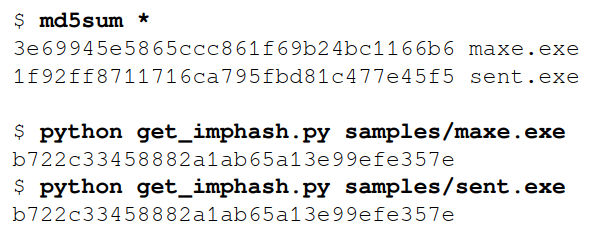 $ md5sum *
3e69945e5865ccc861f69b24bc1166b6 maxe.exe
1f92ff8711716ca795fbd81c477e45f5 sent.exe
$ python get_imphash.py samples/maxe.exe
b722c33458882a1ab65a13e99efe357e
$ python get_imphash.py samples/sent.exe
b722c33458882a1ab65a13e99efe357e